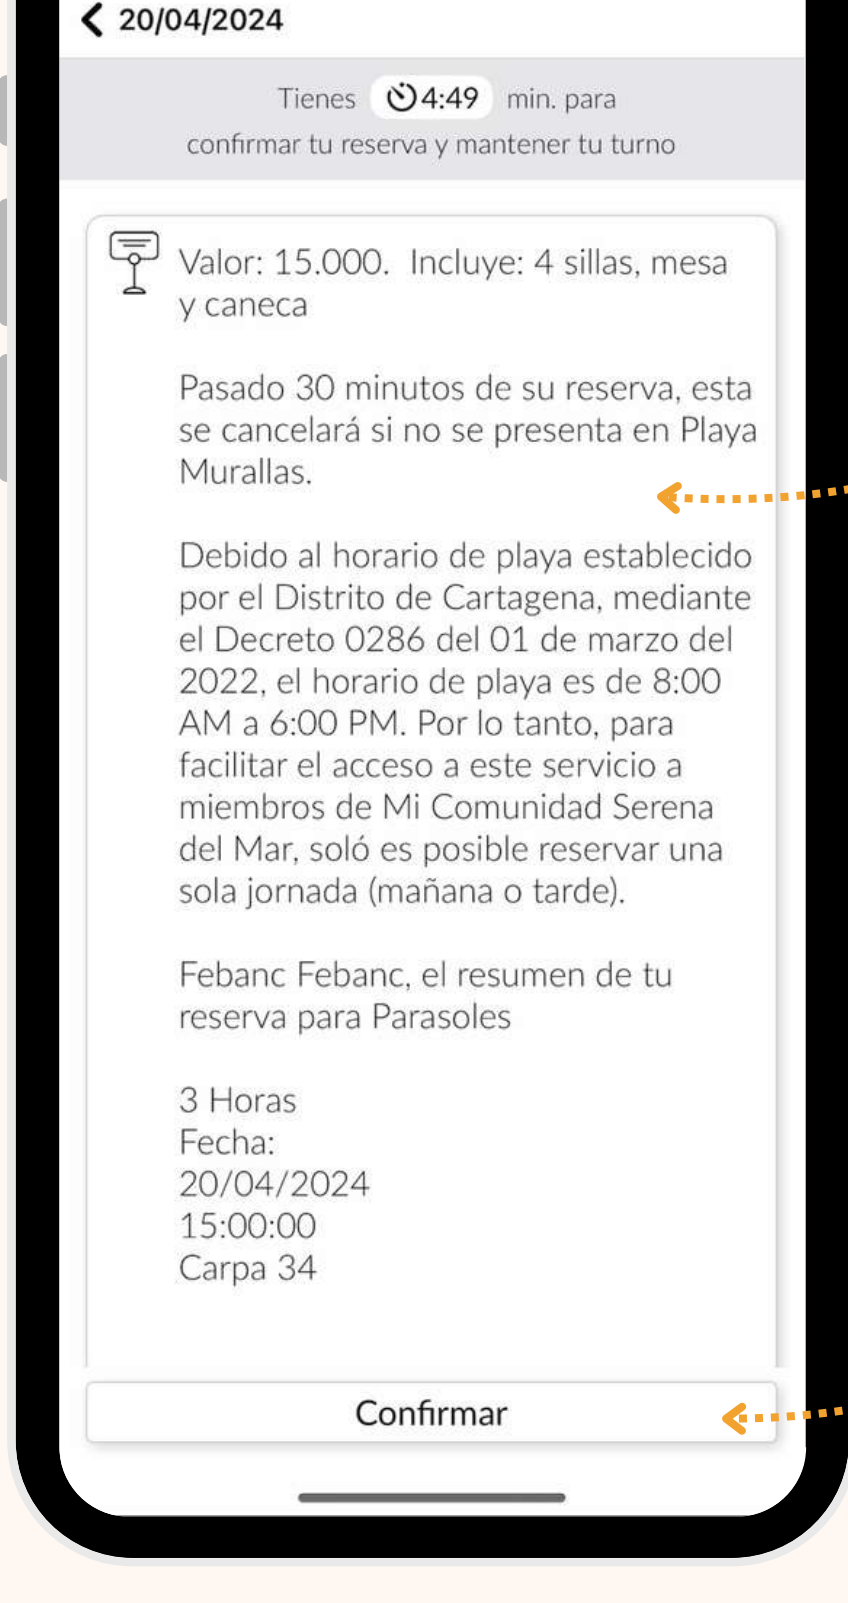 20/04/2024
Tienes 4:49 min. para
confirmar tu reserva y mantener tu turno
Valor: 15.000. Incluye: 4 sillas, mesa
y caneca
Pasado 30 minutos de su reserva, esta
se cancelará si no se presenta en Playa
Murallas.
Debido al horario de playa establecido
por el Distrito de Cartagena, mediante
el Decreto 0286 del 01 de marzo del
2022, el horario de playa es de 8:00
AM a 6:00 PM. Por lo tanto, para
facilitar el acceso a este servicio a
miembros de Mi Comunidad Serena
del Mar, soló es posible reservar una
sola jornada (mañana o tarde).
Febanc Febanc, el resumen de tu
reserva para Parasoles
3 Horas
Fecha:
20/04/2024
15:00:00
Carpa 34
Confirmar